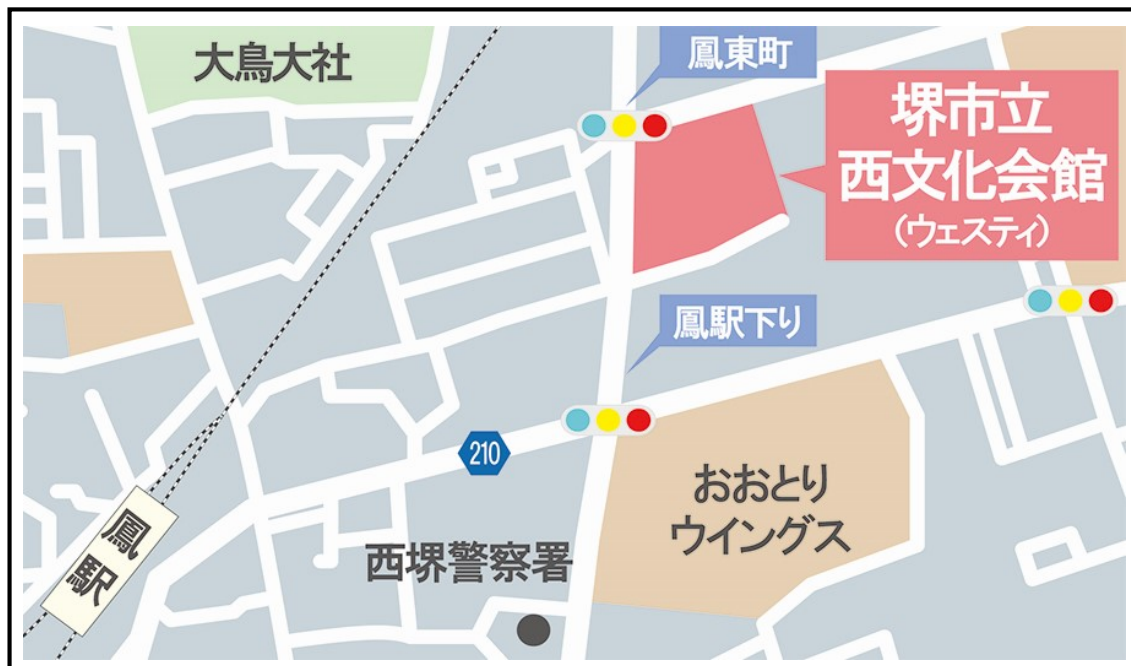 大鳥大社
鳳東町
堺市立
西文化会館
(ウェスティ)
鳳駅下り
210
おおとり
ウイングス
鳳駅
西堺警察署